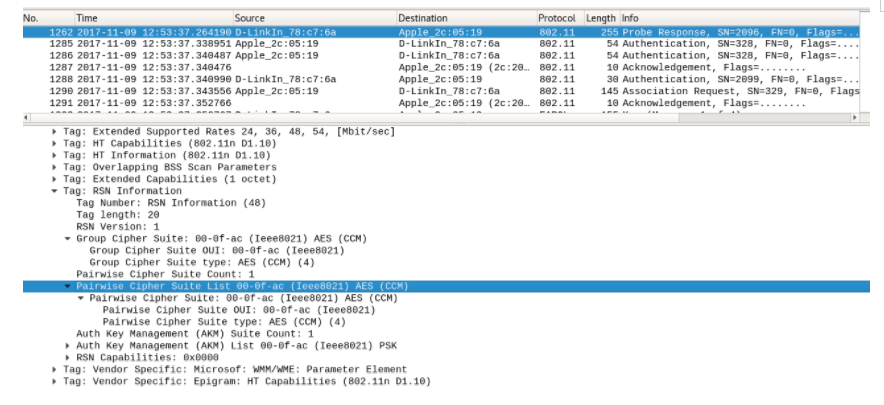 No. Time Source Destination Protocol Length Info
1262 2017-11-09 12:53:37.264190 D-LinkIn_78:c7:6a Apple_2c:05:19 802.11 255 Probe Response, SN=2096, FN=0, Flags=...
1285 2017-11-09 12:53:37.338951 Apple_2c:05:19 D-LinkIn_78:c7:6a 802.11 54 Authentication, SN=328, FN=0, Flags=....
1286 2017-11-09 12:53:37.340487 Apple_2c:05:19 D-LinkIn_78:c7:6a 802.11 54 Authentication, SN=328, FN=0, Flags=....
1287 2017-11-09 12:53:37.340476 Apple_2c:05:19 (2c:20… 802.11 10 Acknowledgement, Flags=........
1288 2017-11-09 12:53:37.340990 D-LinkIn_78:c7:6a Apple_2c:05:19 802.11 30 Authentication, SN=2099, FN=0, Flags=...
1290 2017-11-09 12:53:37.343556 Apple_2c:05:19 D-LinkIn_78:c7:6a 802.11 145 Association Request, SN=329, FN=0, Flags
1291 2017-11-09 12:53:37.352766 Apple_2c:05:19 (2c:20… 802.11 10 Acknowledgement, Flags=........
Tag: Extended Supported Rates 24, 36, 48, 54, [Mbit/sec]
Tag: HT Capabilities (802.11n D1.10)
Tag: HT Information (802.11n D1.10)
Tag: Overlapping BSS Scan Parameters
Tag: Extended Capabilities (1 octet)
Tag: RSN Information
Tag Number: RSN Information (48)
Tag length: 20
RSN Version: 1
Group Cipher Suite: 00-0f-ac (Ieee8021) AES (CCM)
Group Cipher Suite OUI: 00-0f-ac (Ieee8021)
Group Cipher Suite type: AES (CCM) (4)
Pairwise Cipher Suite Count: 1
Pairwise Cipher Suite List 00-0f-ac (Ieee8021) AES (CCM)
Pairwise Cipher Suite: 00-0f-ac (Ieee8021) AES (CCM)
Pairwise Cipher Suite OUI: 00-0f-ac (Ieee8021)
Pairwise Cipher Suite type: AES (CCM) (4)
Auth Key Management (AKM) Suite Count: 1
Auth Key Management (AKM) List 00-0f-ac (Ieee8021) PSK
RSN Capabilities: 0x0000
Tag: Vendor Specific: Microsof: WMM/WME: Parameter Element
Tag: Vendor Specific: Epigram: HT Capabilities (802.11n D1.10)